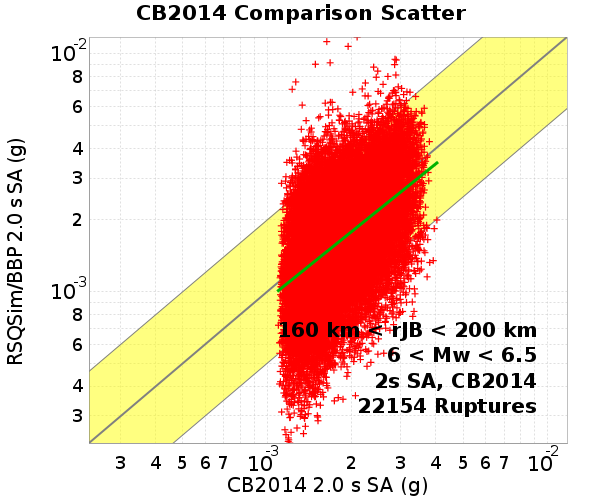 CB2014 Comparison Scatter
RSQSim/BBP 2.0 s SA (g)
10-2
8
6
4
3
2
10-3
8
6
4
3
160 km < rJB < 200 km
6 < Mw < 6.5
2s SA, CB2014
22154 Ruptures
3 4 5 6 7 10-3 2 3 4 5 6 7 10-2
CB2014 2.0 s SA (g)